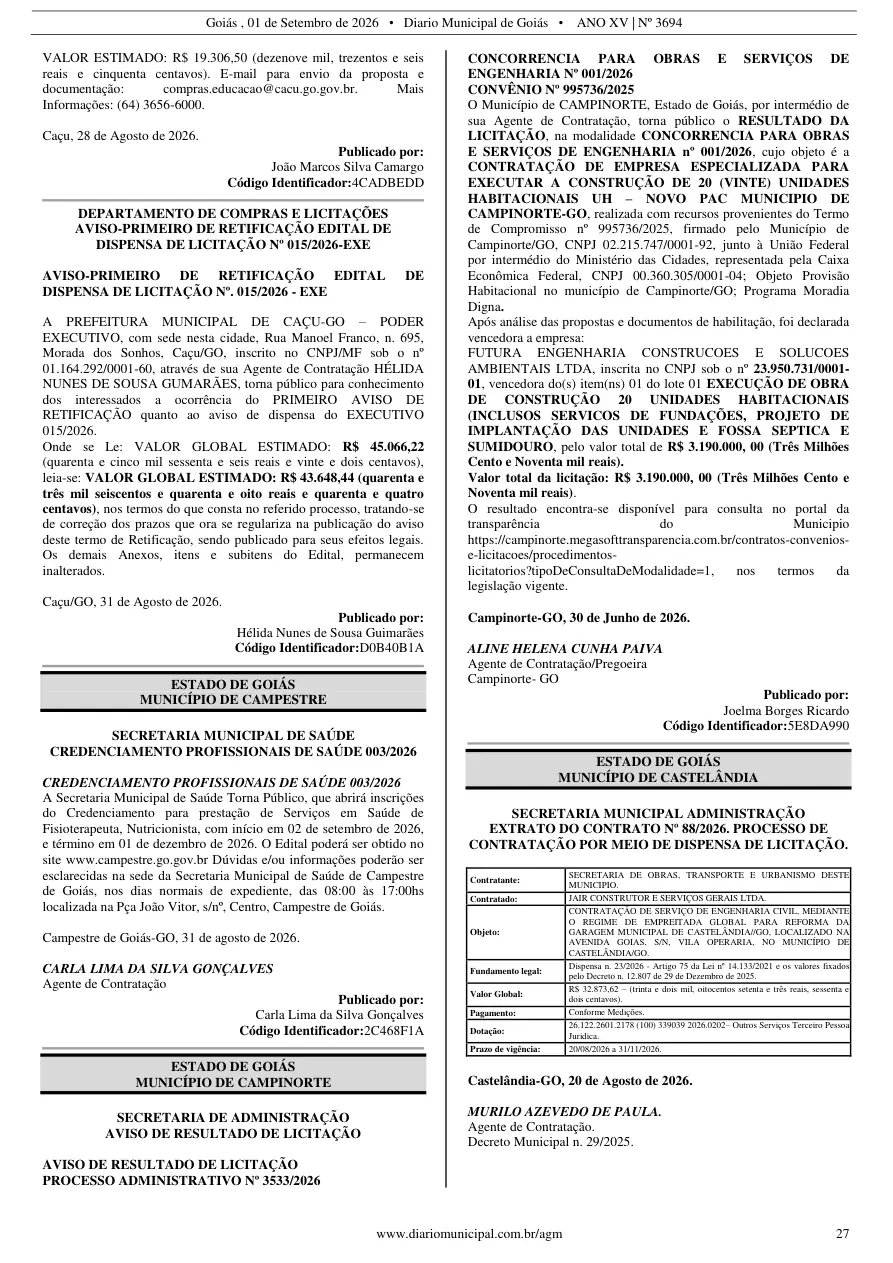 Goiás , 01 de Setembro de 2026 • Diario Municipal de Goiás • ANO XV | Nº 3694
VALOR ESTIMADO: R$ 19.306,50 (dezenove mil, trezentos e seis
reais e cinquenta centavos). E-mail para envio da proposta e
documentação: compras.educacao@cacu.go.gov.br. Mais
Informações: (64) 3656-6000.
Caçu, 28 de Agosto de 2026.
Publicado por:
João Marcos Silva Camargo
Código Identificador:4CADBEDD
DEPARTAMENTO DE COMPRAS E LICITAÇÕES
AVISO-PRIMEIRO DE RETIFICAÇÃO EDITAL DE
DISPENSA DE LICITAÇÃO Nº 015/2026-EXE
AVISO-PRIMEIRO DE RETIFICAÇÃO EDITAL DE
DISPENSA DE LICITAÇÃO Nº. 015/2026 - EXE
A PREFEITURA MUNICIPAL DE CAÇU-GO – PODER
EXECUTIVO, com sede nesta cidade, Rua Manoel Franco, n. 695,
Morada dos Sonhos, Caçu/GO, inscrito no CNPJ/MF sob o nº
01.164.292/0001-60, através de sua Agente de Contratação HÉLIDA
NUNES DE SOUSA GUMARÃES, torna público para conhecimento
dos interessados a ocorrência do PRIMEIRO AVISO DE
RETIFICAÇÃO quanto ao aviso de dispensa do EXECUTIVO
015/2026.
Onde se Le: VALOR GLOBAL ESTIMADO: R$ 45.066,22
(quarenta e cinco mil sessenta e seis reais e vinte e dois centavos),
leia-se: VALOR GLOBAL ESTIMADO: R$ 43.648,44 (quarenta e
três mil seiscentos e quarenta e oito reais e quarenta e quatro
centavos), nos termos do que consta no referido processo, tratando-se
de correção dos prazos que ora se regulariza na publicação do aviso
deste termo de Retificação, sendo publicado para seus efeitos legais.
Os demais Anexos, itens e subitens do Edital, permanecem
inalterados.
Caçu/GO, 31 de Agosto de 2026.
Publicado por:
Hélida Nunes de Sousa Guimarães
Código Identificador:D0B40B1A
ESTADO DE GOIÁS
MUNICÍPIO DE CAMPESTRE
SECRETARIA MUNICIPAL DE SAÚDE
CREDENCIAMENTO PROFISSIONAIS DE SAÚDE 003/2026
CREDENCIAMENTO PROFISSIONAIS DE SAÚDE 003/2026
A Secretaria Municipal de Saúde Torna Público, que abrirá inscrições
do Credenciamento para prestação de Serviços em Saúde de
Fisioterapeuta, Nutricionista, com início em 02 de setembro de 2026,
e término em 01 de dezembro de 2026. O Edital poderá ser obtido no
site www.campestre.go.gov.br Dúvidas e/ou informações poderão ser
esclarecidas na sede da Secretaria Municipal de Saúde de Campestre
de Goiás, nos dias normais de expediente, das 08:00 às 17:00hs
localizada na Pça João Vitor, s/nº, Centro, Campestre de Goiás.
Campestre de Goiás-GO, 31 de agosto de 2026.
CARLA LIMA DA SILVA GONÇALVES
Agente de Contratação
Publicado por:
Carla Lima da Silva Gonçalves
Código Identificador:2C468F1A
ESTADO DE GOIÁS
MUNICÍPIO DE CAMPINORTE
SECRETARIA DE ADMINISTRAÇÃO
AVISO DE RESULTADO DE LICITAÇÃO
AVISO DE RESULTADO DE LICITAÇÃO
PROCESSO ADMINISTRATIVO Nº 3533/2026
CONCORRENCIA PARA OBRAS E SERVIÇOS DE
ENGENHARIA Nº 001/2026
CONVÊNIO Nº 995736/2025
O Município de CAMPINORTE, Estado de Goiás, por intermédio de
sua Agente de Contratação, torna público o RESULTADO DA
LICITAÇÃO, na modalidade CONCORRENCIA PARA OBRAS
E SERVIÇOS DE ENGENHARIA nº 001/2026, cujo objeto é a
CONTRATAÇÃO DE EMPRESA ESPECIALIZADA PARA
EXECUTAR A CONSTRUÇÃO DE 20 (VINTE) UNIDADES
HABITACIONAIS UH – NOVO PAC MUNICIPIO DE
CAMPINORTE-GO, realizada com recursos provenientes do Termo
de Compromisso nº 995736/2025, firmado pelo Município de
Campinorte/GO, CNPJ 02.215.747/0001-92, junto à União Federal
por intermédio do Ministério das Cidades, representada pela Caixa
Econômica Federal, CNPJ 00.360.305/0001-04; Objeto Provisão
Habitacional no município de Campinorte/GO; Programa Moradia
Digna.
Após análise das propostas e documentos de habilitação, foi declarada
vencedora a empresa:
FUTURA ENGENHARIA CONSTRUCOES E SOLUCOES
AMBIENTAIS LTDA, inscrita no CNPJ sob o nº 23.950.731/0001-
01, vencedora do(s) item(ns) 01 do lote 01 EXECUÇÃO DE OBRA
DE CONSTRUÇÃO 20 UNIDADES HABITACIONAIS
(INCLUSOS SERVICOS DE FUNDAÇÕES, PROJETO DE
IMPLANTAÇÃO DAS UNIDADES E FOSSA SEPTICA E
SUMIDOURO, pelo valor total de R$ 3.190.000, 00 (Três Milhões
Cento e Noventa mil reais).
Valor total da licitação: R$ 3.190.000, 00 (Três Milhões Cento e
Noventa mil reais).
O resultado encontra-se disponível para consulta no portal da
transparência do Municipio
https://campinorte.megasofttransparencia.com.br/contratos-convenios-
e-licitacoes/procedimentos-
licitatorios?tipoDeConsultaDeModalidade=1, nos termos da
legislação vigente.
Campinorte-GO, 30 de Junho de 2026.
ALINE HELENA CUNHA PAIVA
Agente de Contratação/Pregoeira
Campinorte- GO
Publicado por:
Joelma Borges Ricardo
Código Identificador:5E8DA990
ESTADO DE GOIÁS
MUNICÍPIO DE CASTELÂNDIA
SECRETARIA MUNICIPAL ADMINISTRAÇÃO
EXTRATO DO CONTRATO Nº 88/2026. PROCESSO DE
CONTRATAÇÃO POR MEIO DE DISPENSA DE LICITAÇÃO.
Contratante: SECRETARIA DE OBRAS, TRANSPORTE E URBANISMO DESTE
MUNICIPIO.
Contratado: JAIR CONSTRUTOR E SERVIÇOS GERAIS LTDA.
Objeto: CONTRATAÇÃO DE SERVIÇO DE ENGENHARIA CIVIL, MEDIANTE
O REGIME DE EMPREITADA GLOBAL PARA REFORMA DA
GARAGEM MUNICIPAL DE CASTELÂNDIA//GO, LOCALIZADO NA
AVENIDA GOIAS, S/N, VILA OPERARIA, NO MUNICÍPIO DE
CASTELÂNDIA/GO.
Fundamento legal: Dispensa n. 23/2026 - Artigo 75 da Lei nº 14.133/2021 e os valores fixados
pelo Decreto n. 12.807 de 29 de Dezembro de 2025.
Valor Global: R$ 32.873,62 – (trinta e dois mil, oitocentos setenta e três reais, sessenta e
dois centavos).
Pagamento: Conforme Medições.
Dotação: 26.122.2601.2178 (100) 339039 2026.0202– Outros Serviços Terceiro Pessoa
Juridica.
Prazo de vigência: 20/08/2026 a 31/11/2026.
Castelândia-GO, 20 de Agosto de 2026.
MURILO AZEVEDO DE PAULA.
Agente de Contratação.
Decreto Municipal n. 29/2025.
www.diariomunicipal.com.br/agm 27